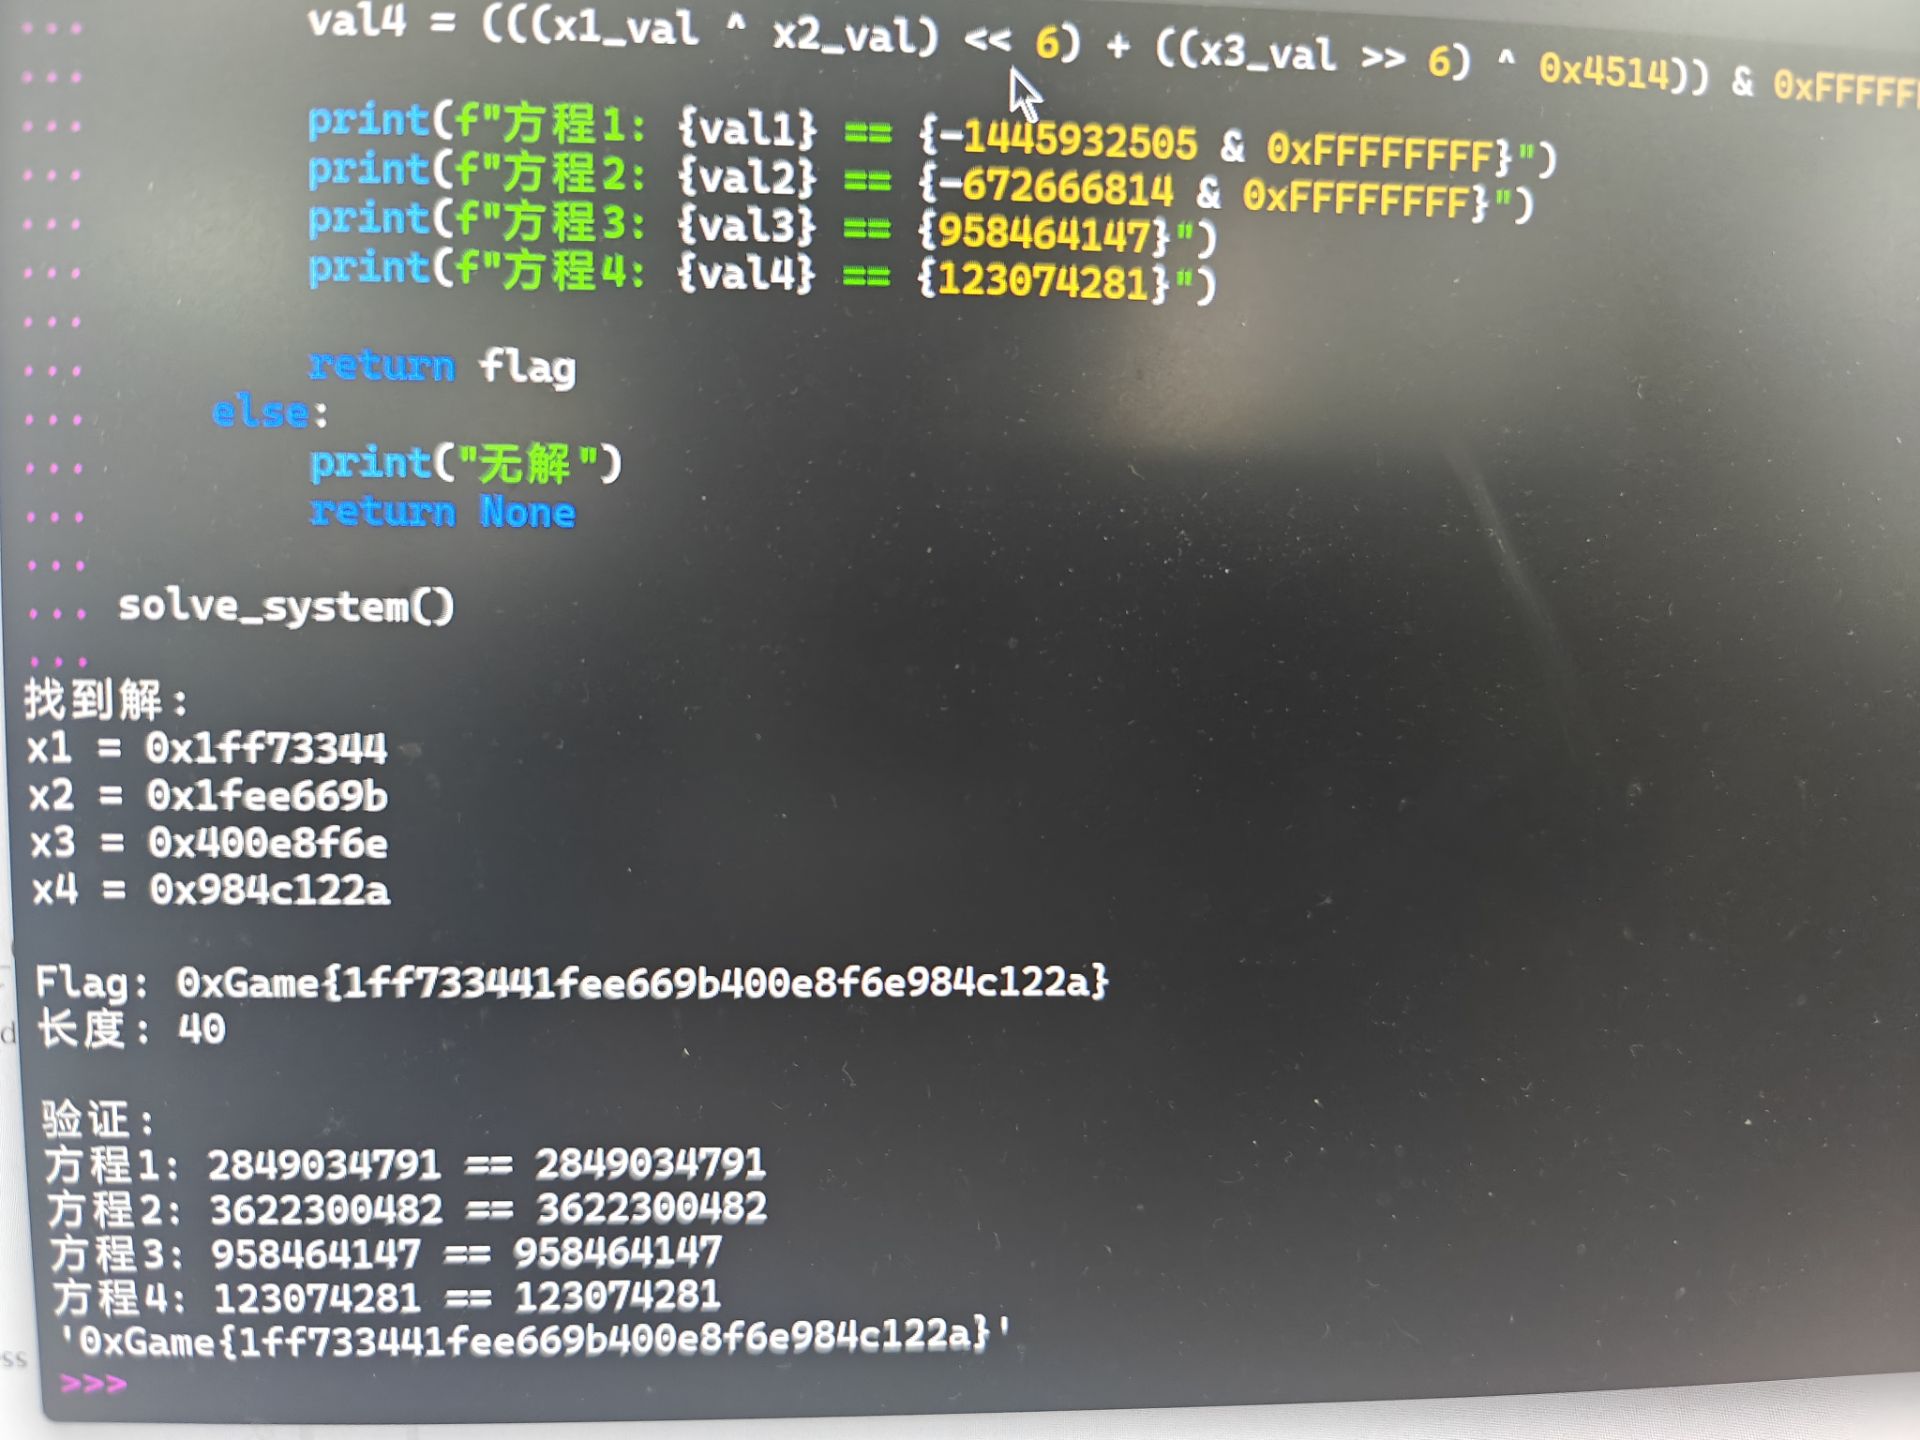 ...         val4 = (((x1_val ^ x2_val) << 6) + ((x3_val >> 6) ^ 0x4514)) & 0xFFFFFF
...
...         print(f"方程1: {val1} == {-1445932505 & 0xFFFFFFFF}")
...         print(f"方程2: {val2} == {-672666814 & 0xFFFFFFFF}")
...         print(f"方程3: {val3} == {958464147}")
...         print(f"方程4: {val4} == {123074281}")
...
...         return flag
...     else:
...         print("无解")
...         return None
...
... solve_system()
...
找到解:
x1 = 0x1ff73344
x2 = 0x1fee669b
x3 = 0x400e8f6e
x4 = 0x984c122a
Flag: 0xGame{1ff733441fee669b400e8f6e984c122a}
长度: 40
验证:
方程1: 2849034791 == 2849034791
方程2: 3622300482 == 3622300482
方程3: 958464147 == 958464147
方程4: 123074281 == 123074281
'0xGame{1ff733441fee669b400e8f6e984c122a}'
>>>